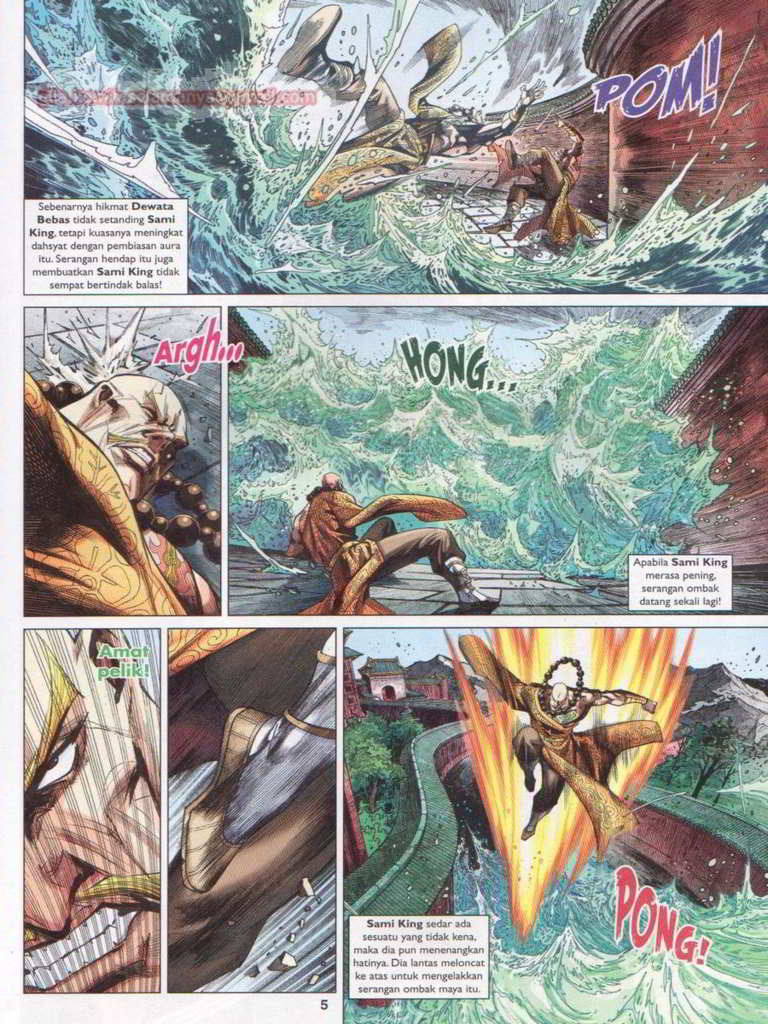 POM!
Sebenarnya hikmat Dewata
Bebas tidak setanding Sami
King, tetapi kuasanya meningkat
dahsyat dengan pembiasan aura
itu. Serangan hendap itu juga
membuatkan Sami King tidak
sempat bertindak balas!
Argh...
HONG...
Apabila Sami King
merasa pening,
serangan ombak
datang sekali lagi!
Amat
pelik!
Sami King sedar ada
sesuatu yang tidak kena,
maka dia pun menenangkan
hatinya. Dia lantas meloncat
ke atas untuk mengelakkan
serangan ombak maya itu.
PONG!
5